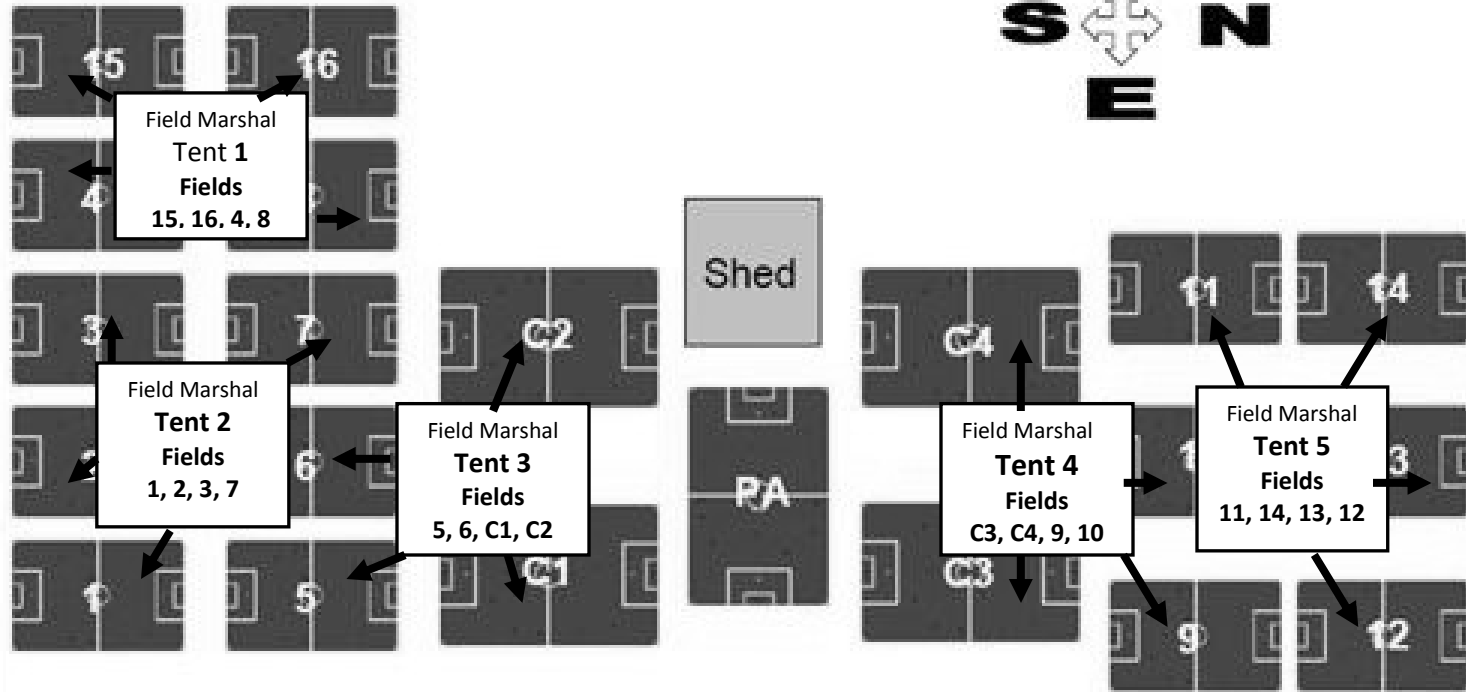 S N
E
15 16
Field Marshal
Tent 1
Fields
15, 16, 4, 8
4
Shed
11 14
3 7 C2 C4
Field Marshal
Tent 2
Fields
1, 2, 3, 7
6
Field Marshal
Tent 3
Fields
5, 6, C1, C2
P.A
Field Marshal
Tent 4
Fields
C3, C4, 9, 10
Field Marshal
Tent 5
Fields
11, 14, 13, 12
1 5 C1 C3 9 12